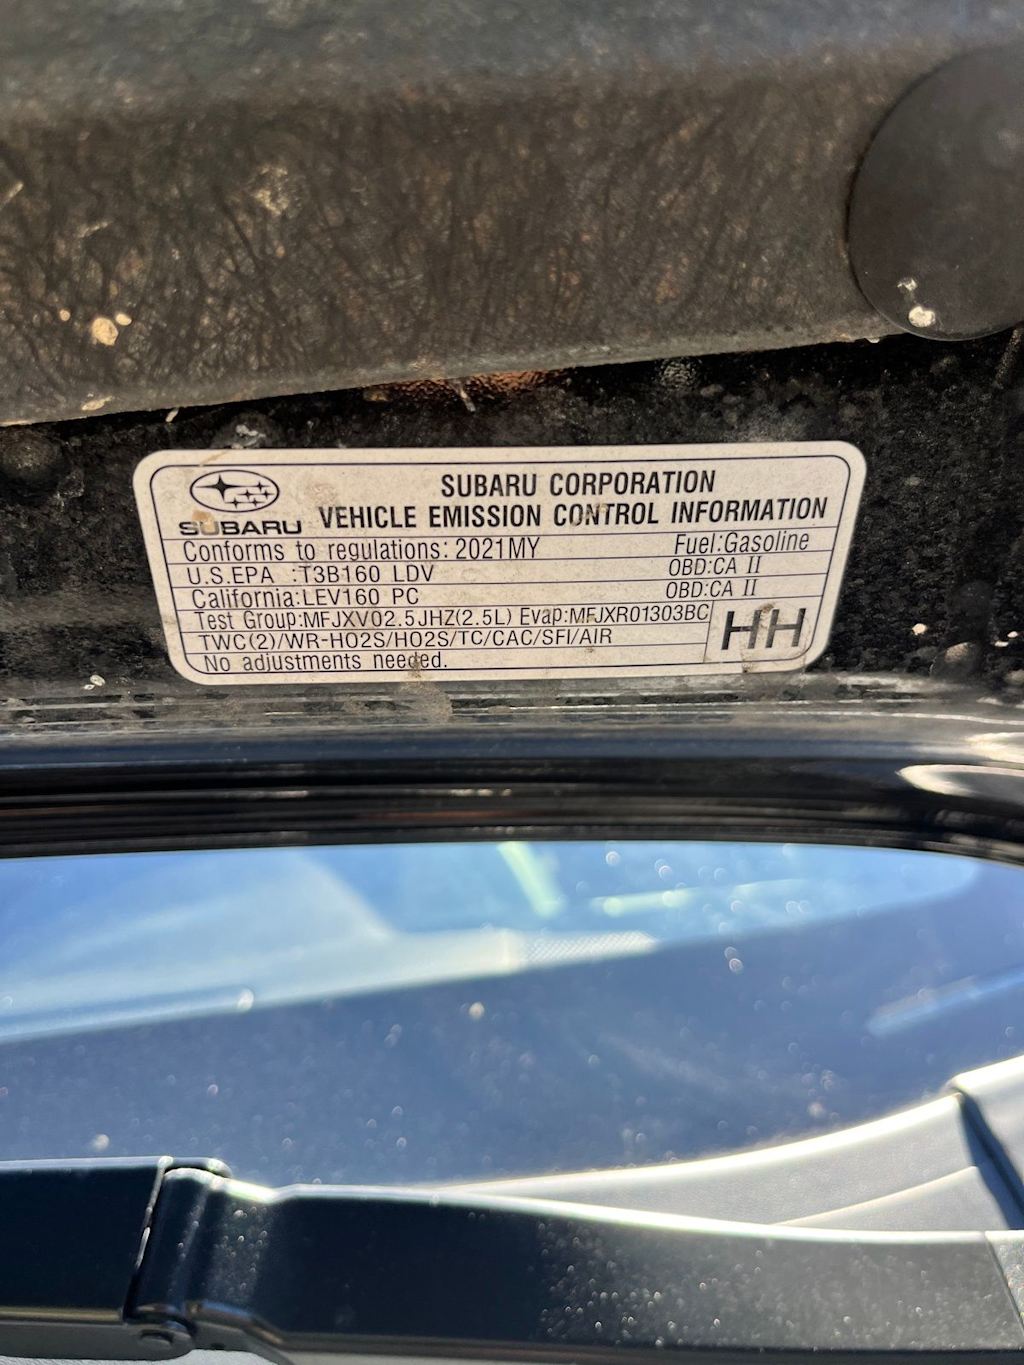 SUBARU CORPORATION
SUBARU VEHICLE EMISSION CONTROL INFORMATION
Conforms to regulations: 2021MY Fuel:Gasoline
U.S.EPA :T3B160 LDV OBD:CA II
California:LEV160 PC OBD:CA II
Test Group:MFJXV02.5JHZ(2.5L) Evap:MFJXR01303BC
TWC(2)/WR-HO2S/HO2S/TC/CAC/SFI/AIR HH
No adjustments needed.